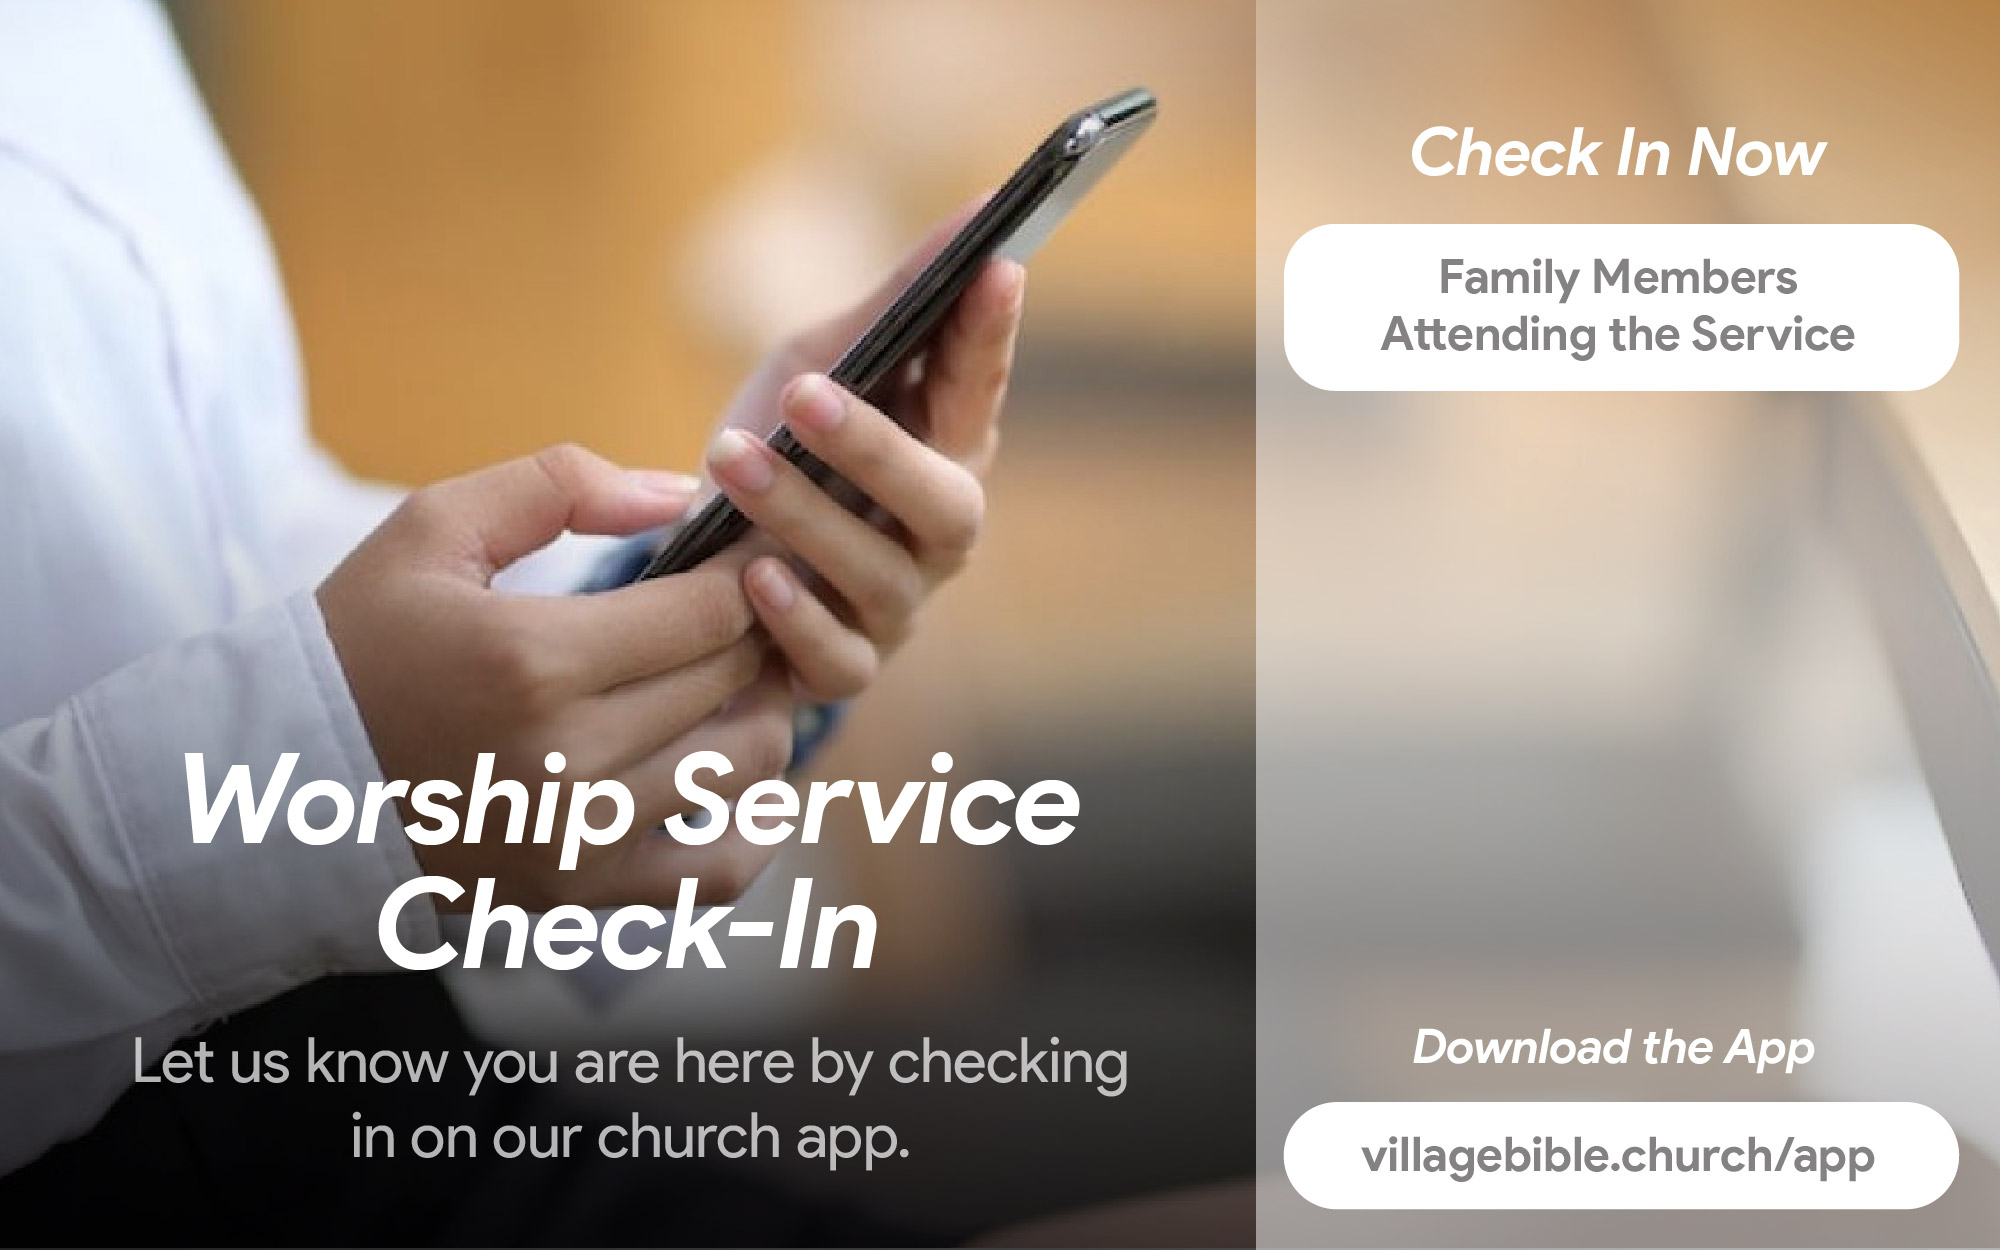 Worship Service
Check-In
Let us know you are here by checking
in on our church app.
Check In Now
Family Members
Attending the Service
Download the App
villagebible.church/app